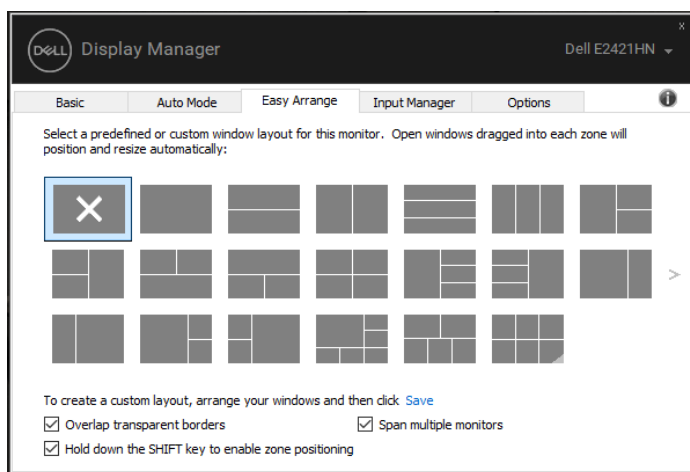 x
DELL Display Manager
Dell E2421HN
Basic Auto Mode Easy Arrange Input Manager Options i
Select a predefined or custom window layout for this monitor. Open windows dragged into each zone will
position and resize automatically:
>
To create a custom layout, arrange your windows and then click Save
Overlap transparent borders Span multiple monitors
Hold down the SHIFT key to enable zone positioning